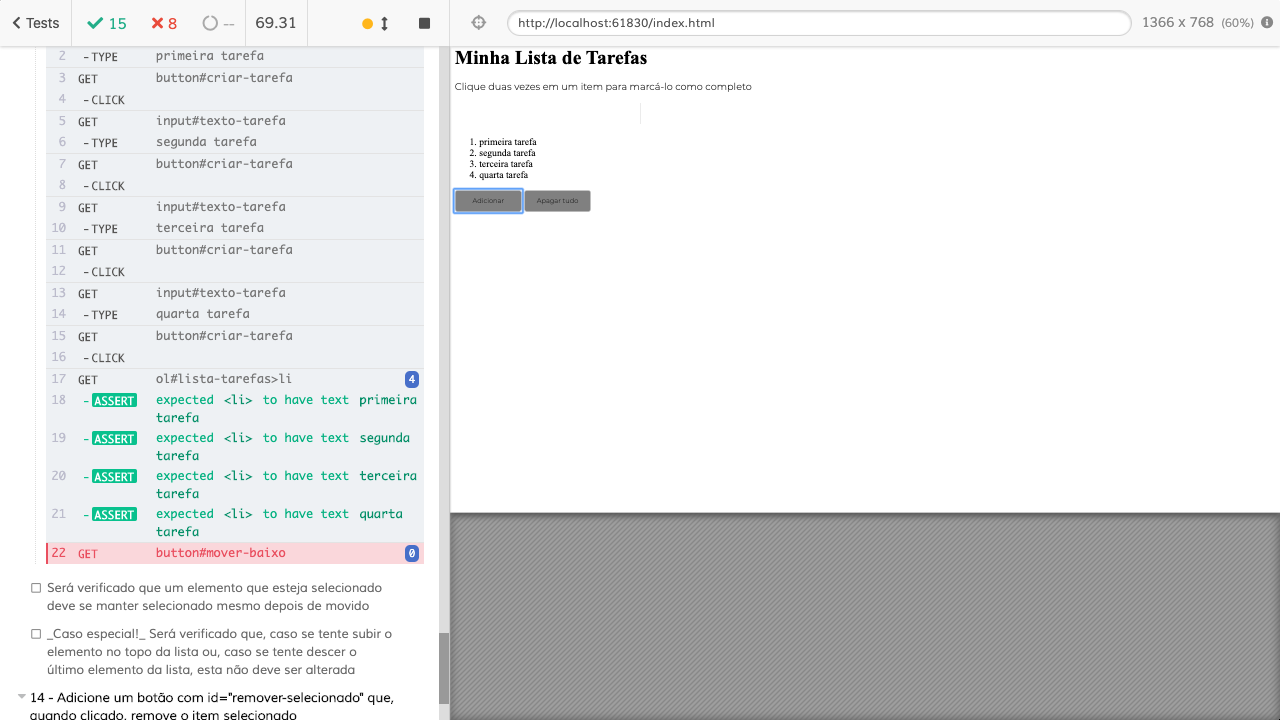 Tests 15 8 -- 69.31 http://localhost:61830/index.html 1366 x 768 (60%)
2 -TYPE primeira tarefa
3 GET button#criar-tarefa
4 -CLICK
5 GET input#texto-tarefa
6 -TYPE segunda tarefa
7 GET button#criar-tarefa
8 -CLICK
9 GET input#texto-tarefa
10 -TYPE terceira tarefa
11 GET button#criar-tarefa
12 -CLICK
13 GET input#texto-tarefa
14 -TYPE quarta tarefa
15 GET button#criar-tarefa
16 -CLICK
17 GET ol#lista-tarefas>li 4
18 -ASSERT expected <li> to have text primeira
tarefa
19 -ASSERT expected <li> to have text segunda
tarefa
20 -ASSERT expected <li> to have text terceira
tarefa
21 -ASSERT expected <li> to have text quarta
tarefa
22 GET button#mover-baixo 0
Será verificado que um elemento que esteja selecionado
deve se manter selecionado mesmo depois de movido
_Caso especial!_ Será verificado que, caso se tente subir o
elemento no topo da lista ou, caso se tente descer o
último elemento da lista, esta não deve ser alterada
14 - Adicione um botão com id="remover-selecionado" que,
quando clicado, remove o item selecionado
Minha Lista de Tarefas
Clique duas vezes em um item para marcá-lo como completo
1. primeira tarefa
2. segunda tarefa
3. terceira tarefa
4. quarta tarefa
Adicionar Apagar tudo